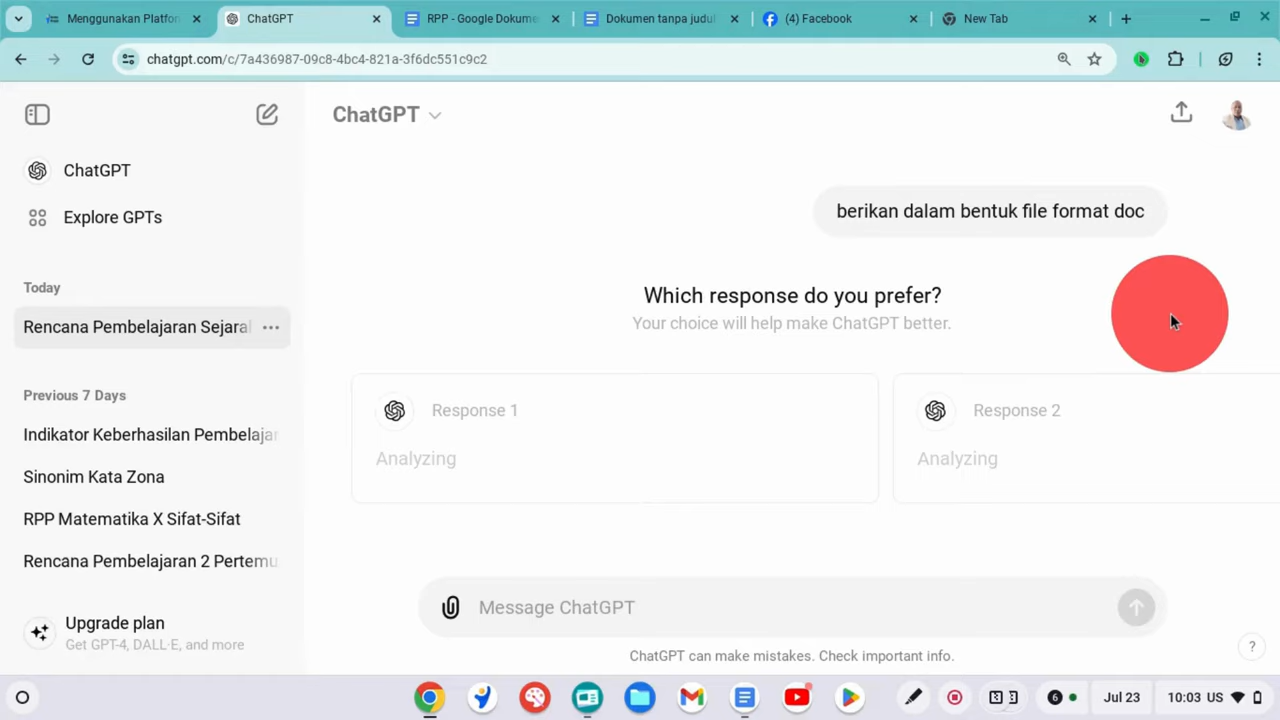 Menggunakan Platfor
ChatGPT
RPP - Google Dokume
Dokumen tanpa judul
(4) Facebook
New Tab
chatgpt.com/c/7a436987-09c8-4bc4-821a-3f6dc551c9c2
ChatGPT
ChatGPT
Explore GPTs
Today
Rencana Pembelajaran Sejaral
Previous 7 Days
Indikator Keberhasilan Pembelajar
Sinonim Kata Zona
RPP Matematika X Sifat-Sifat
Rencana Pembelajaran 2 Pertemu
Upgrade plan
Get GPT-4, DALL·E, and more
berikan dalam bentuk file format doc
Which response do you prefer?
Your choice will help make ChatGPT better.
Response 1
Analyzing
Response 2
Analyzing
Message ChatGPT
ChatGPT can make mistakes. Check important info.
?
6
Jul 23
10:03 US